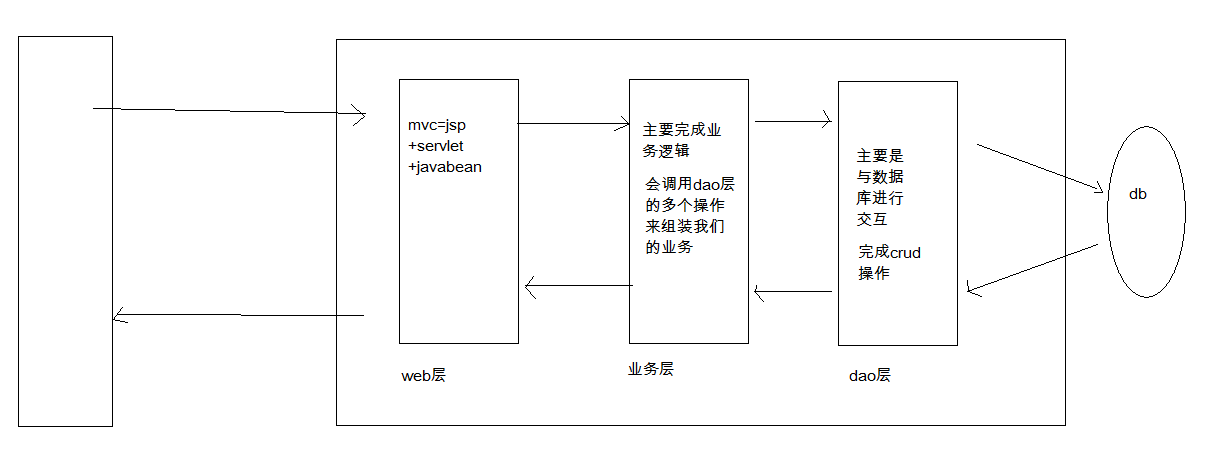 mvc=jsp
+servlet
+javabean
web层
主要完成业
务逻辑
会调用dao层
的多个操作
来组装我们
的业务
业务层
主要是
与数据
库进行
交互
完成crud
操作
dao层
db